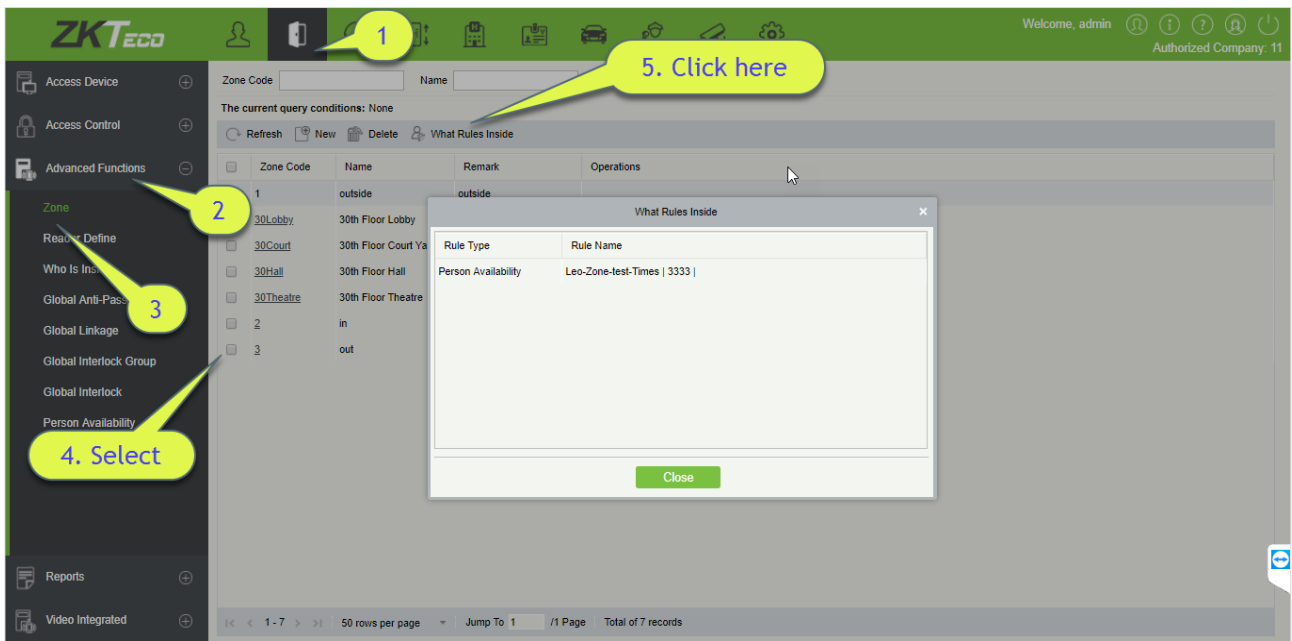 ZKTeco
1
Welcome, admin
Authorized Company: 11
5. Click here
Access Device
Zone Code
Name
The current query conditions: None
Access Control
Refresh New Delete What Rules Inside
Advanced Functions
Zone Code Name Remark Operations
2
1 outside outside
Zone
30Lobby 30th Floor Lobby
Reader Define
30Court 30th Floor Court Ya
Who Is Ins
30Hall 30th Floor Hall
Global Anti-Pass
30Theatre 30th Floor Theatre
3
Global Linkage
2 in
Global Interlock Group
3 out
Global Interlock
Person Availability
4. Select
What Rules Inside
Rule Type Rule Name
Person Availability Leo-Zone-test-Times | 3333 |
Close
Reports
Video Integrated
1 - 7 50 rows per page Jump To 1 /1 Page Total of 7 records